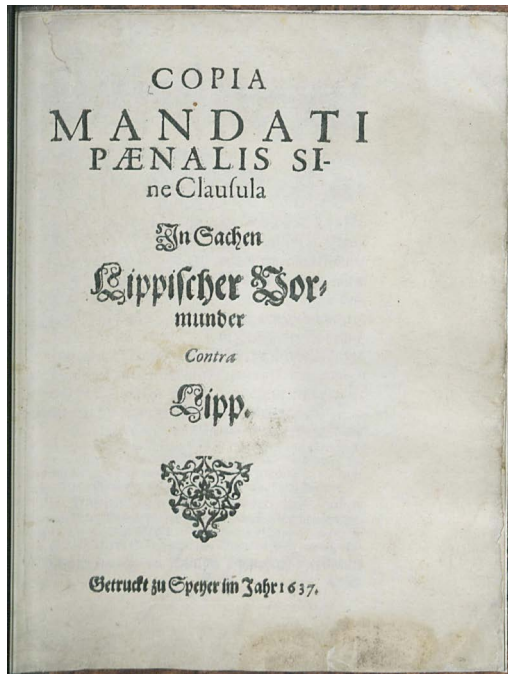 COPIA
MANDATI
PÆNALIS SI-
ne Clauſula
In Sachen
Lippiſcher Vor⸗
munder
Contra
Lipp.
Getruckt zu Speyer im Jahr 1637.